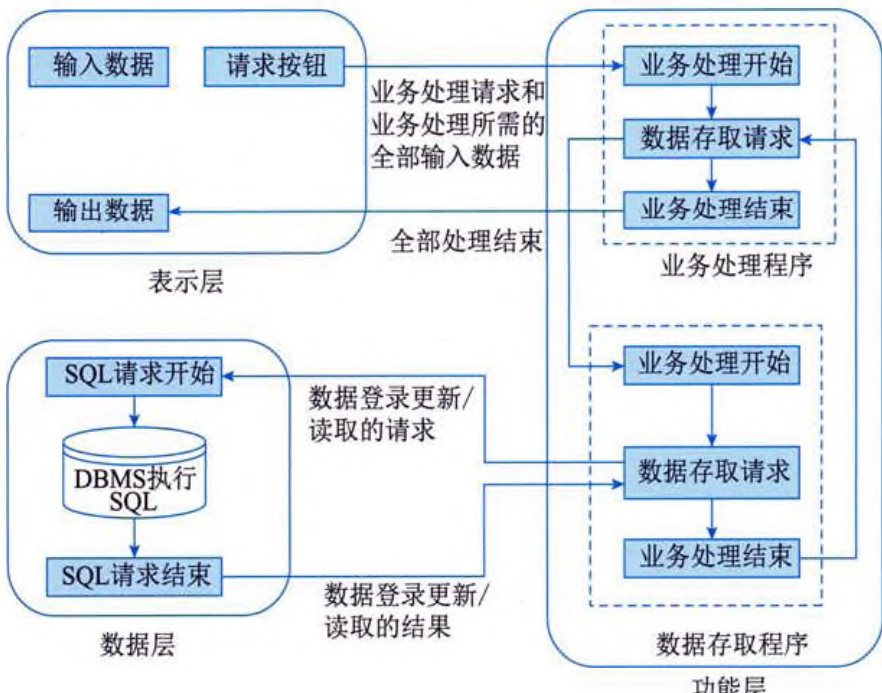 输入数据
请求按钮
业务处理请求和
业务处理所需的
全部输入数据
输出数据
全部处理结束
表示层
业务处理开始
数据存取请求
业务处理结束
业务处理程序
SQL请求开始
DBMS执行
SQL
SQL请求结束
数据层
数据登录更新/
读取的请求
数据登录更新/
读取的结果
业务处理开始
数据存取请求
业务处理结束
数据存取程序
功能层